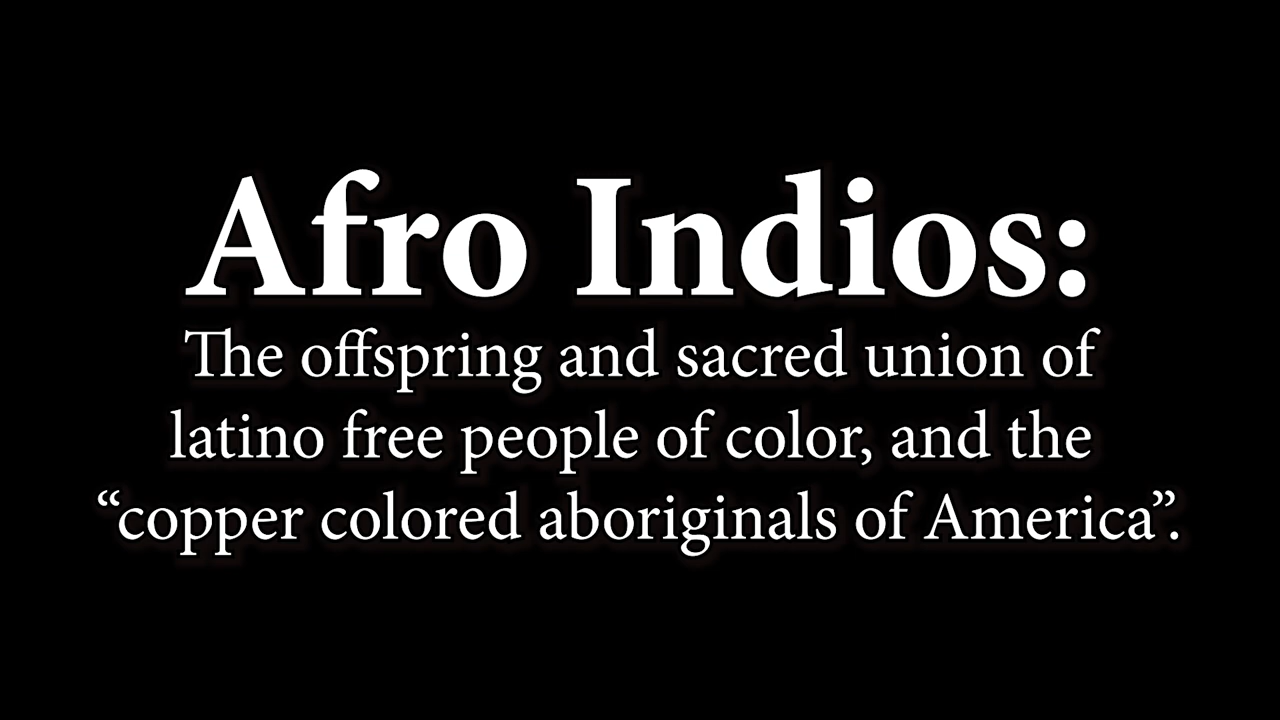 Afro Indios:
The offspring and sacred union of
latino free people of color, and the
“copper colored aboriginals of America”.